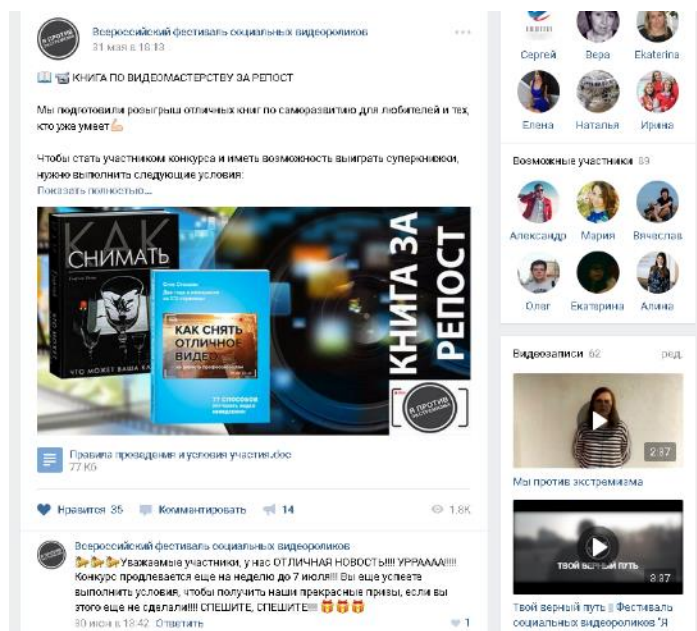 Всероссийский фестиваль социальных видеороликов
31 мая в 18:13
Я ПРОТИВ
ЭКСТРЕМИЗМА
КНИГА ПО ВИДЕОМАСТЕРСТВУ ЗА РЕПОСТ
Мы подготовили розыгрыш отличных книг по саморазвитию для любителей и тех,
кто уже умеет
Чтобы стать участником конкурса и иметь возможность выиграть суперкнижки,
нужно выполнить следующие условия:
Показать полностью...
КАК
СНИМАТЬ
ЧТО МОЖЕТ ВАША
КАК СНЯТЬ
ОТЛИЧНОЕ
ВИДЕО
77 СПОСОБОВ
КНИГА ЗА
РЕПОСТ
Я ПРОТИВ
ЭКСТРЕМИЗМА
Правила проведения и условия участия.doc
77 Кб
Нравится 35 Комментировать 14 1,8K
Всероссийский фестиваль социальных видеороликов
Уважаемые участники, у нас ОТЛИЧНАЯ НОВОСТЬ!!!! УРРАААА!!!!
Конкурс продлевается еще на неделю до 7 июля!!! Вы еще успеете
выполнить условия, чтобы получить наши прекрасные призы, если вы
этого еще не сделали!!!! СПЕШИТЕ, СПЕШИТЕ!!!
30 июн в 13:42 Ответить 1
Сергей Вера Ekaterina
Елена Наталья Ирина
Возможные участники 89
Александр Мария Вячеслав
Олег Екатерина Алина
Видеозаписи 62 ред.
2:37
Мы против экстремизма
ТВОЙ ВЕРНЫЙ ПУТЬ
3:37
Твой верный путь || Фестиваль
социальных видеороликов "Я